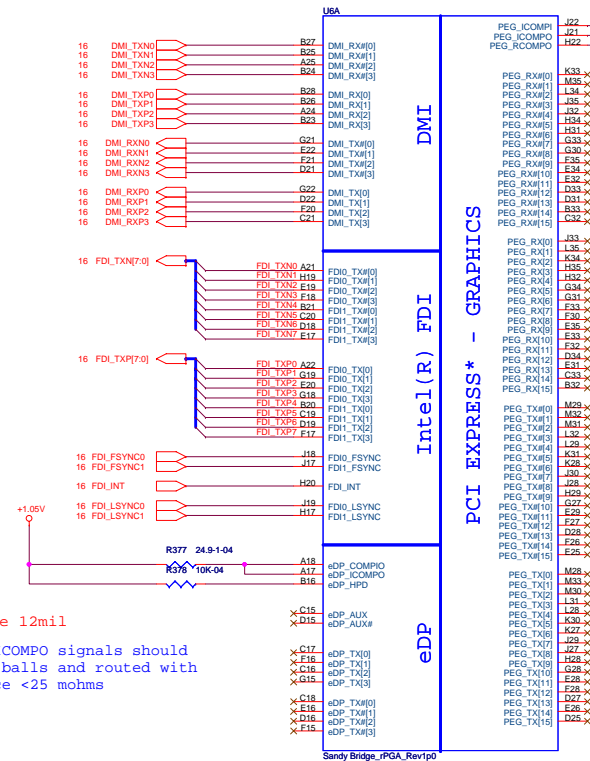 U6A
PEG_ICOMPI J22
PEG_ICOMPO J21
PEG_RCOMPO H22
16 DMI_TXN0 B27 DMI_RX#[0]
16 DMI_TXN1 B25 DMI_RX#[1]
16 DMI_TXN2 A25 DMI_RX#[2]
16 DMI_TXN3 B24 DMI_RX#[3]
16 DMI_TXP0 B28 DMI_RX[0]
16 DMI_TXP1 B26 DMI_RX[1]
16 DMI_TXP2 A24 DMI_RX[2]
16 DMI_TXP3 B23 DMI_RX[3]
16 DMI_RXN0 G21 DMI_TX#[0]
16 DMI_RXN1 E22 DMI_TX#[1]
16 DMI_RXN2 F21 DMI_TX#[2]
16 DMI_RXN3 D21 DMI_TX#[3]
16 DMI_RXP0 G22 DMI_TX[0]
16 DMI_RXP1 D22 DMI_TX[1]
16 DMI_RXP2 F20 DMI_TX[2]
16 DMI_RXP3 C21 DMI_TX[3]
DMI
16 FDI_TXN[7:0]
FDI_TXN0 A21 FDI0_TX#[0]
FDI_TXN1 H19 FDI0_TX#[1]
FDI_TXN2 E19 FDI0_TX#[2]
FDI_TXN3 F18 FDI0_TX#[3]
FDI_TXN4 B21 FDI1_TX#[0]
FDI_TXN5 C20 FDI1_TX#[1]
FDI_TXN6 D18 FDI1_TX#[2]
FDI_TXN7 E17 FDI1_TX#[3]
16 FDI_TXP[7:0]
FDI_TXP0 A22 FDI0_TX[0]
FDI_TXP1 G19 FDI0_TX[1]
FDI_TXP2 E20 FDI0_TX[2]
FDI_TXP3 G18 FDI0_TX[3]
FDI_TXP4 B20 FDI1_TX[0]
FDI_TXP5 C19 FDI1_TX[1]
FDI_TXP6 D19 FDI1_TX[2]
FDI_TXP7 F17 FDI1_TX[3]
16 FDI_FSYNC0 J18 FDI0_FSYNC
16 FDI_FSYNC1 J17 FDI1_FSYNC
16 FDI_INT H20 FDI_INT
16 FDI_LSYNC0 J19 FDI0_LSYNC
16 FDI_LSYNC1 H17 FDI1_LSYNC
Intel(R) FDI
+1.05V
R377 24.9-1-04
R378 10K-04
A18 eDP_COMPIO
A17 eDP_ICOMPO
B16 eDP_HPD
C15 eDP_AUX
D15 eDP_AUX#
C17 eDP_TX[0]
F16 eDP_TX[1]
C16 eDP_TX[2]
G15 eDP_TX[3]
C18 eDP_TX#[0]
E16 eDP_TX#[1]
D16 eDP_TX#[2]
F15 eDP_TX#[3]
eDP
e 12mil
ICOMPO signals should
balls and routed with
ce <25 mohms
PCI EXPRESS* - GRAPHICS
PEG_RX#[0] K33
PEG_RX#[1] M35
PEG_RX#[2] L34
PEG_RX#[3] J35
PEG_RX#[4] J32
PEG_RX#[5] H34
PEG_RX#[6] H31
PEG_RX#[7] G33
PEG_RX#[8] G30
PEG_RX#[9] F35
PEG_RX#[10] E34
PEG_RX#[11] E32
PEG_RX#[12] D33
PEG_RX#[13] D31
PEG_RX#[14] B33
PEG_RX#[15] C32
PEG_RX[0] J33
PEG_RX[1] L35
PEG_RX[2] K34
PEG_RX[3] H35
PEG_RX[4] H32
PEG_RX[5] G34
PEG_RX[6] G31
PEG_RX[7] F33
PEG_RX[8] F30
PEG_RX[9] E35
PEG_RX[10] E33
PEG_RX[11] F32
PEG_RX[12] D34
PEG_RX[13] E31
PEG_RX[14] C33
PEG_RX[15] B32
PEG_TX#[0] M29
PEG_TX#[1] M32
PEG_TX#[2] M31
PEG_TX#[3] L32
PEG_TX#[4] L29
PEG_TX#[5] K31
PEG_TX#[6] K28
PEG_TX#[7] J30
PEG_TX#[8] J28
PEG_TX#[9] H29
PEG_TX#[10] G27
PEG_TX#[11] E29
PEG_TX#[12] F27
PEG_TX#[13] D28
PEG_TX#[14] F26
PEG_TX#[15] E25
PEG_TX[0] M28
PEG_TX[1] M33
PEG_TX[2] M30
PEG_TX[3] L31
PEG_TX[4] L28
PEG_TX[5] K30
PEG_TX[6] K27
PEG_TX[7] J29
PEG_TX[8] J27
PEG_TX[9] H28
PEG_TX[10] G28
PEG_TX[11] E28
PEG_TX[12] F28
PEG_TX[13] D27
PEG_TX[14] E26
PEG_TX[15] D25
Sandy Bridge_rPGA_Rev1p0